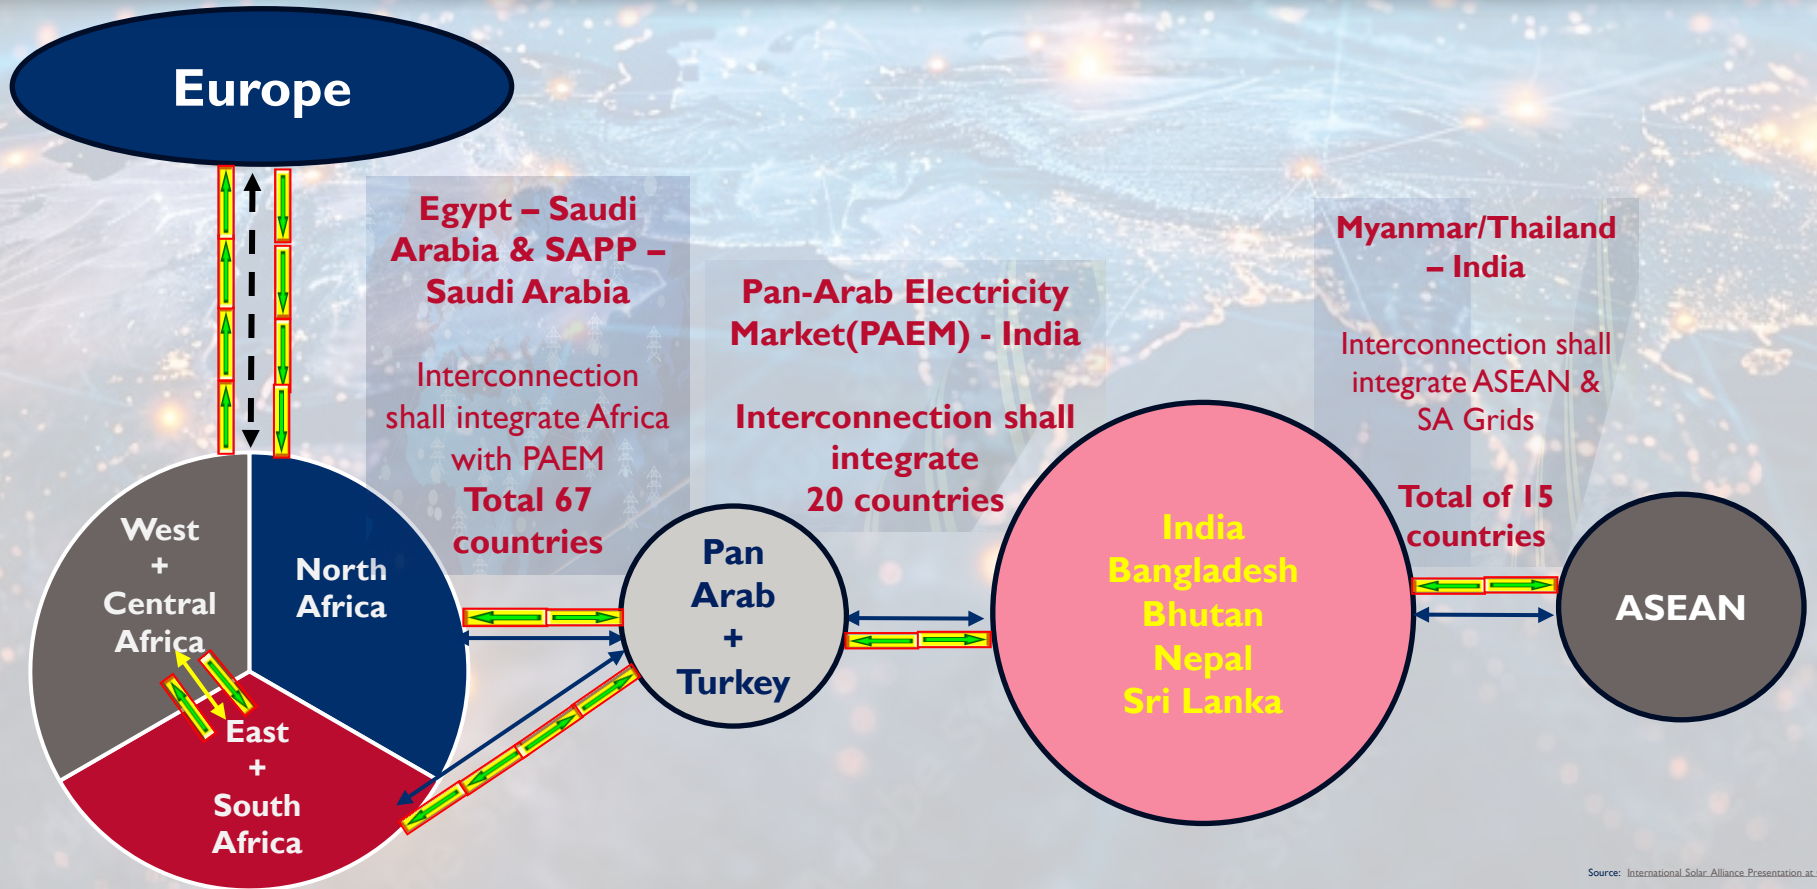 Europe
Egypt – Saudi
Arabia & SAPP –
Saudi Arabia
Interconnection
shall integrate Africa
with PAEM
Total 67
countries
Pan-Arab Electricity
Market(PAEM) - India
Interconnection shall
integrate
20 countries
Myanmar/Thailand
– India
Interconnection shall
integrate ASEAN &
SA Grids
Total of 15
countries
West
+
Central
Africa
North
Africa
East
+
South
Africa
Pan
Arab
+
Turkey
India
Bangladesh
Bhutan
Nepal
Sri Lanka
ASEAN
Source: International Solar Alliance Presentation at